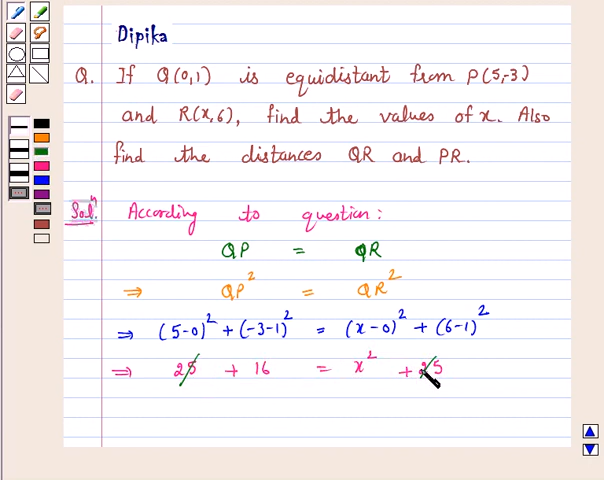 Dipika
Q. If Q(0,1) is equidistant from P(5,-3)
and R(x,6), find the values of x. Also
find the distances QR and PR.
Solⁿ According to question:
QP = QR
⇒ QP² = QR²
⇒ (5-0)² + (-3-1)² = (x-0)² + (6-1)²
⇒ 25 + 16 = x² + 25